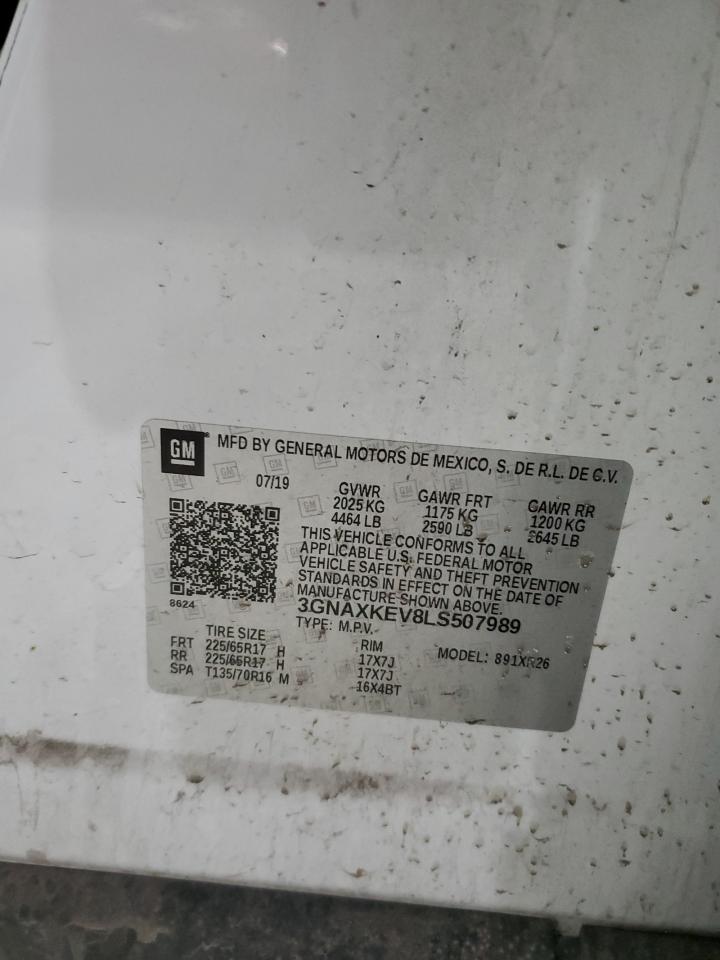 GM MFD BY GENERAL MOTORS DE MEXICO, S. DE R.L. DE C.V.
07/19 GVWR GAWR FRT GAWR RR
2025 KG 1175 KG 1200 KG
4464 LB 2590 LB 2645 LB
THIS VEHICLE CONFORMS TO ALL
APPLICABLE U.S. FEDERAL MOTOR
VEHICLE SAFETY AND THEFT PREVENTION
STANDARDS IN EFFECT ON THE DATE OF
MANUFACTURE SHOWN ABOVE.
8624
3GNAXKEV8LS507989
TYPE: M.P.V.
MODEL: 891XR26
TIRE SIZE RIM
FRT 225/65R17 H 17X7J
RR 225/65R17 H 17X7J
SPA T135/70R16 M 16X4BT